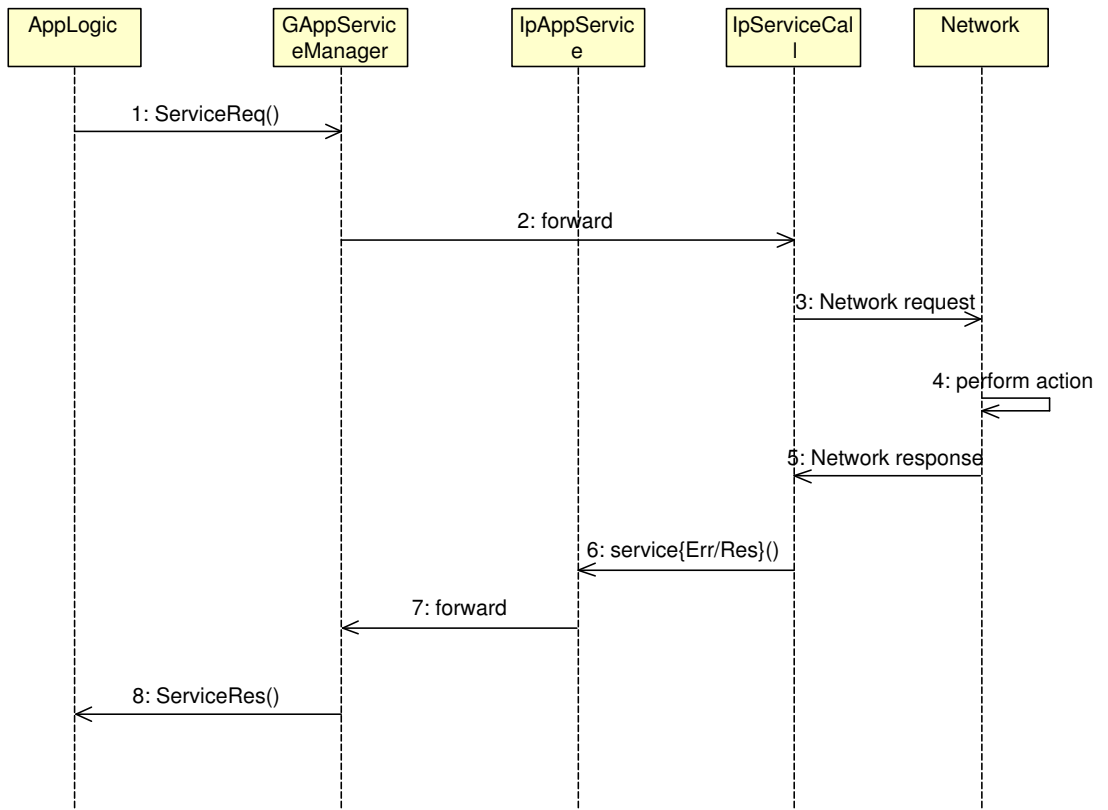 AppLogic
GAppServic
eManager
IpAppServic
e
IpServiceCal
l
Network
1: ServiceReq()
2: forward
3: Network request
4: perform action
5: Network response
6: service{Err/Res}()
7: forward
8: ServiceRes()